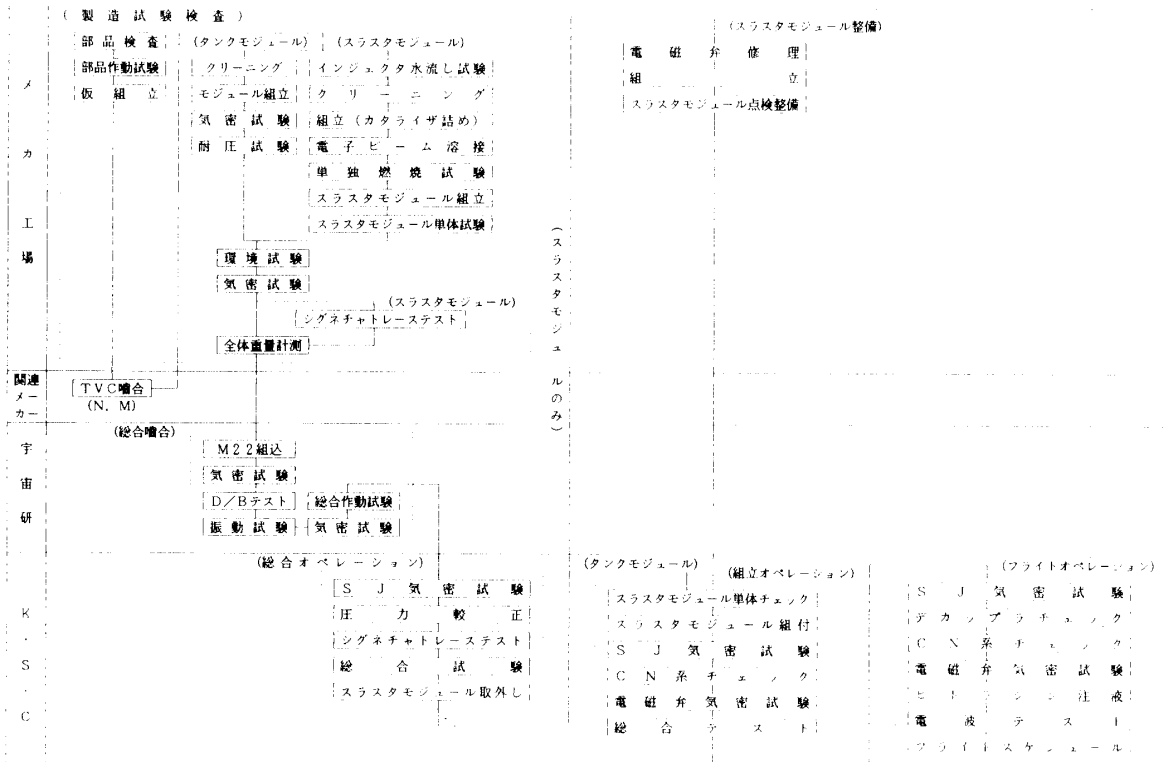 (製造試験検査)
部品検査
部品作動試験
仮組立
(タンクモジュール)
クリーニング
モジュール組立
気密試験
耐圧試験
(スラスタモジュール)
インジェクタ水流し試験
クリーニング
組立(カタライザ詰め)
電子ビーム溶接
単独燃焼試験
スラスタモジュール組立
スラスタモジュール単体試験
環境試験
気密試験
(スラスタモジュール)
シグネチャトレーステスト
全体重量計測
(スラスタモジュールのみ)
(スラスタモジュール整備)
電磁弁修理
組立
スラスタモジュール点検整備
メカ工場
関連メーカー
TVC嚙合
(N. M)
宇宙研
(総合嚙合)
M22組込
気密試験
D/Bテスト
振動試験
総合作動試験
気密試験
K・S・C
(総合オペレーション)
SJ気密試験
圧力較正
シグネチャトレーステスト
総合試験
スラスタモジュール取外し
(タンクモジュール)
(組立オペレーション)
スラスタモジュール単体チェック
スラスタモジュール組付
SJ気密試験
CN系チェック
電磁弁気密試験
総合テスト
(フライトオペレーション)
SJ気密試験
デカップラチェック
CN系チェック
電磁弁気密試験
ヒドラジン注液
電波テスト
フライトスケジュール